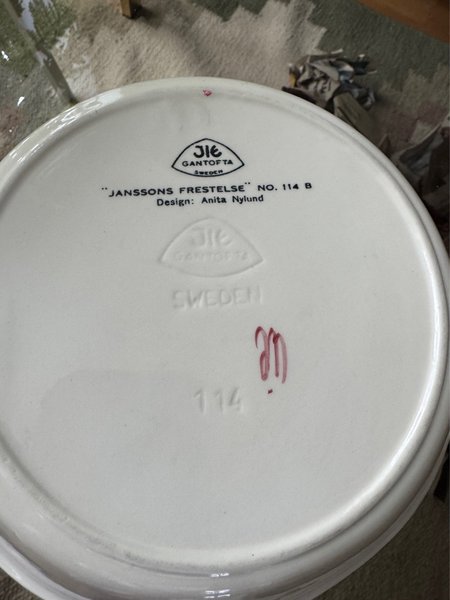 JIE
GANTOFTA
SWEDEN
"JANSSONS FRESTELSE" NO. 114 B
Design: Anita Nylund
JIE
GANTOFTA
SWEDEN
114